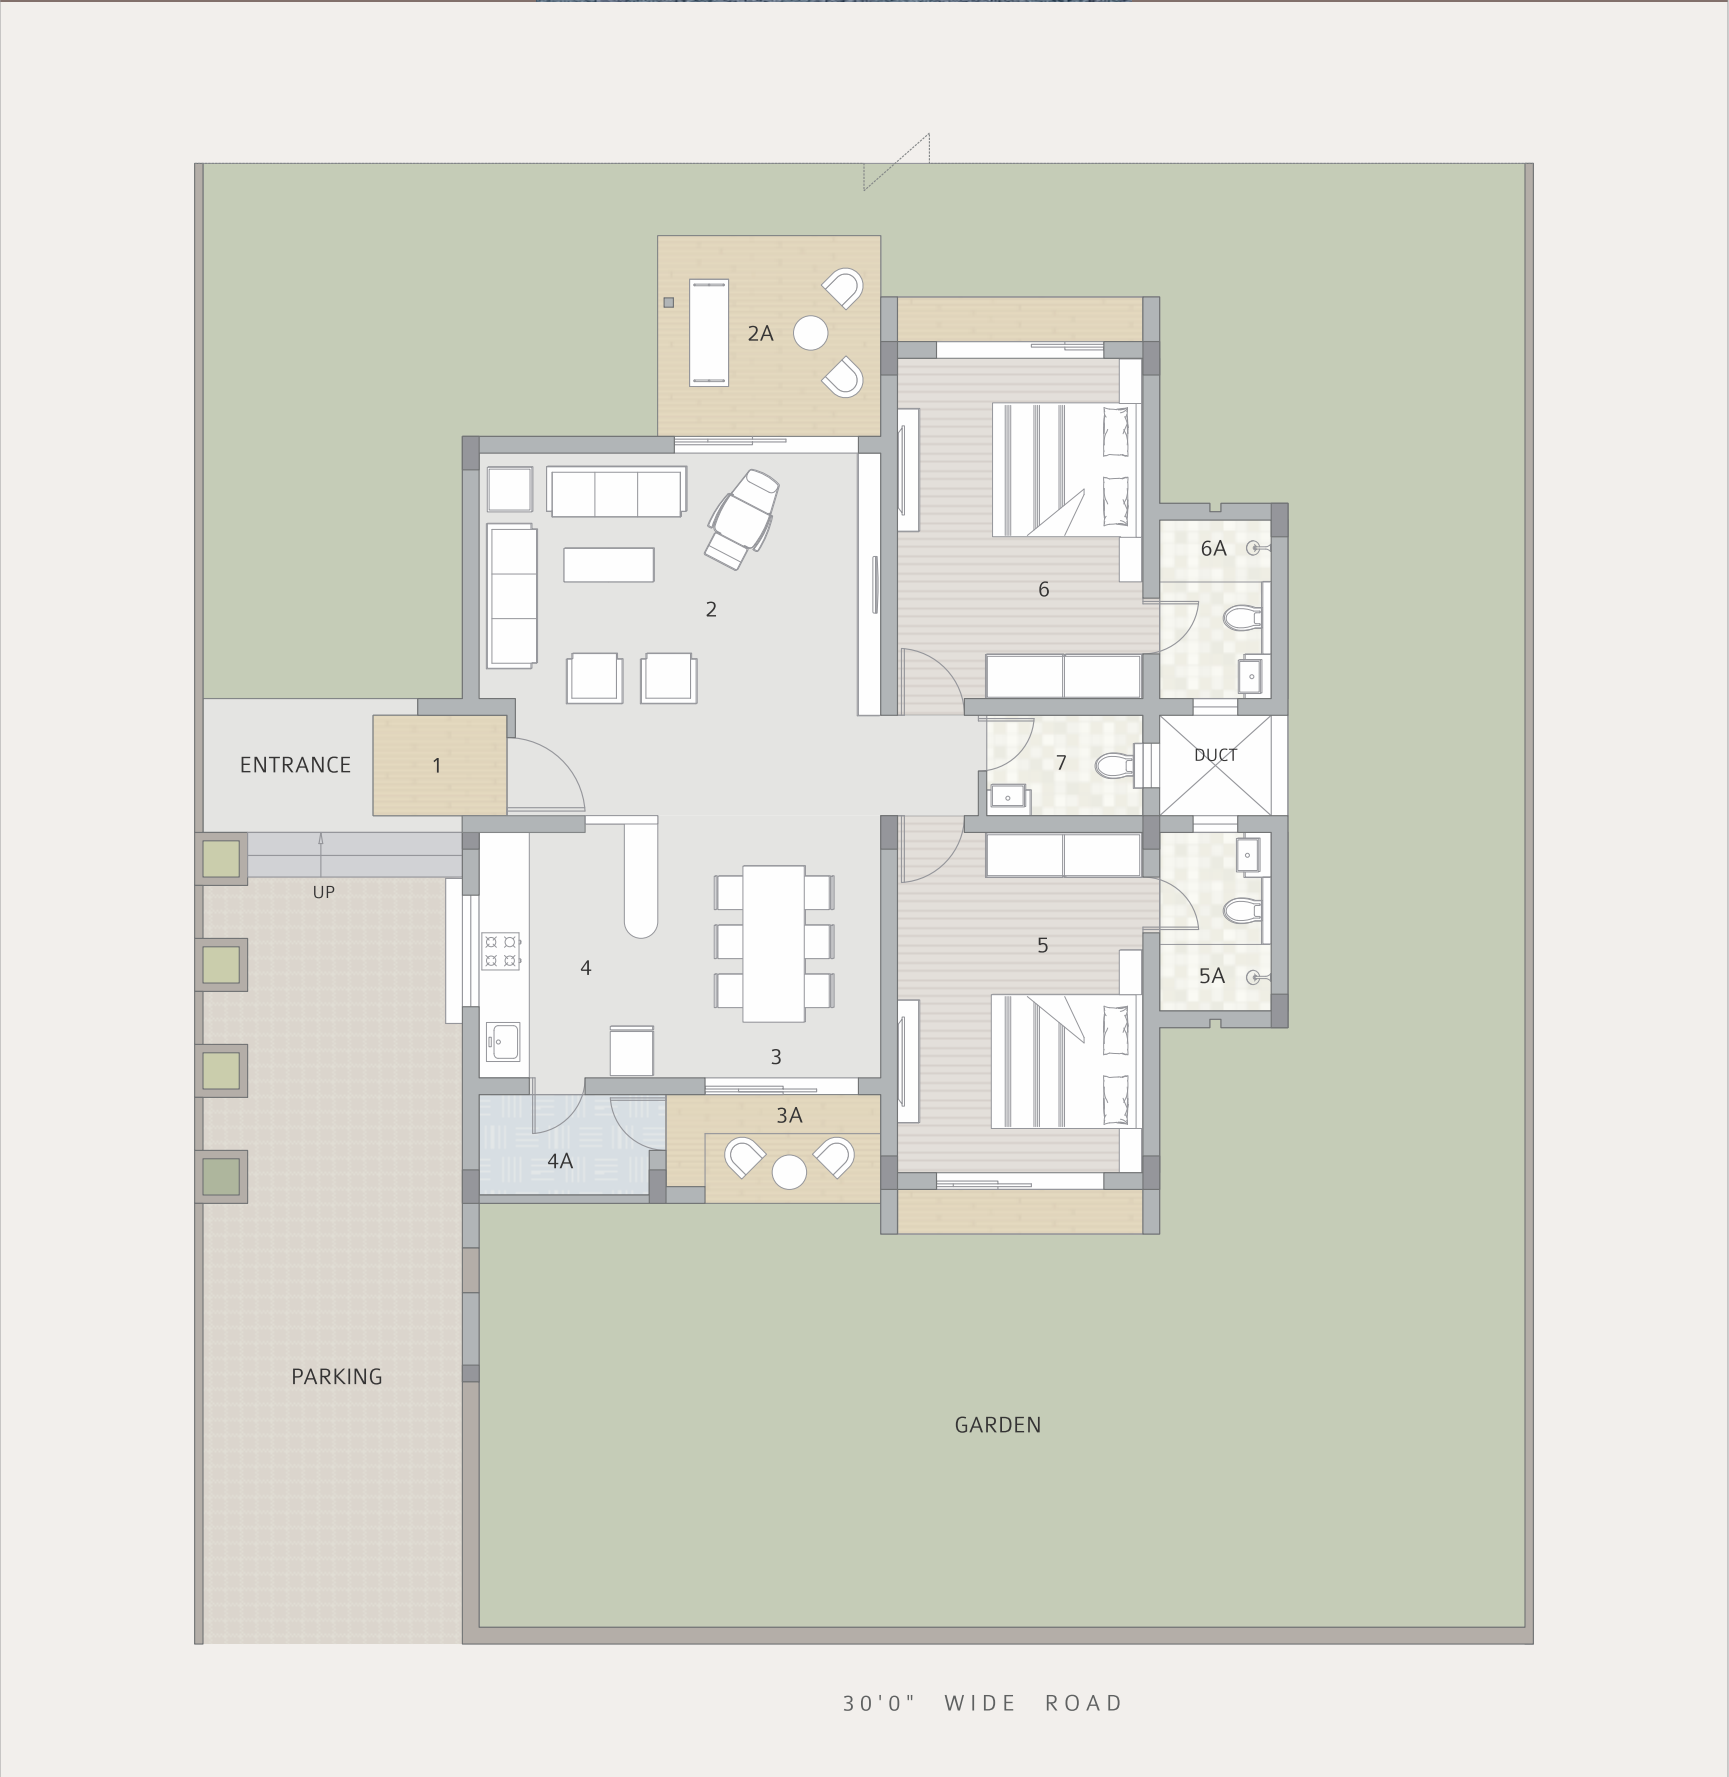 2A
6A
6
2
DUCT
ENTRANCE
1
7
UP
5
4
5A
3
3A
4A
PARKING
GARDEN
30'0" WIDE ROAD